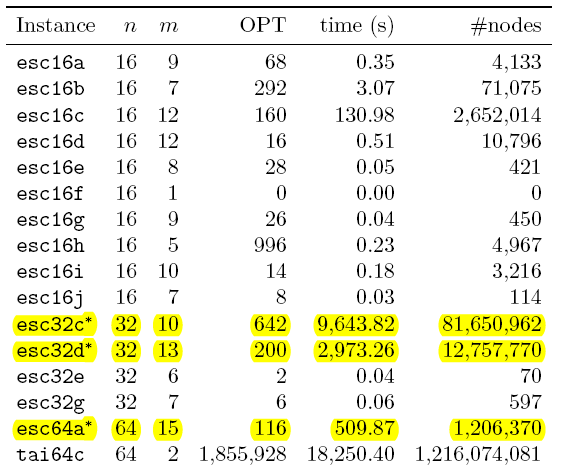 Instance n m OPT time (s) #nodes
esc16a 16 9 68 0.35 4,133
esc16b 16 7 292 3.07 71,075
esc16c 16 12 160 130.98 2,652,014
esc16d 16 12 16 0.51 10,796
esc16e 16 8 28 0.05 421
esc16f 16 1 0 0.00 0
esc16g 16 9 26 0.04 450
esc16h 16 5 996 0.23 4,967
esc16i 16 10 14 0.18 3,216
esc16j 16 7 8 0.03 114
esc32c* 32 10 642 9,643.82 81,650,962
esc32d* 32 13 200 2,973.26 12,757,770
esc32e 32 6 2 0.04 70
esc32g 32 7 6 0.06 597
esc64a* 64 15 116 509.87 1,206,370
tai64c 64 2 1,855,928 18,250.40 1,216,074,081